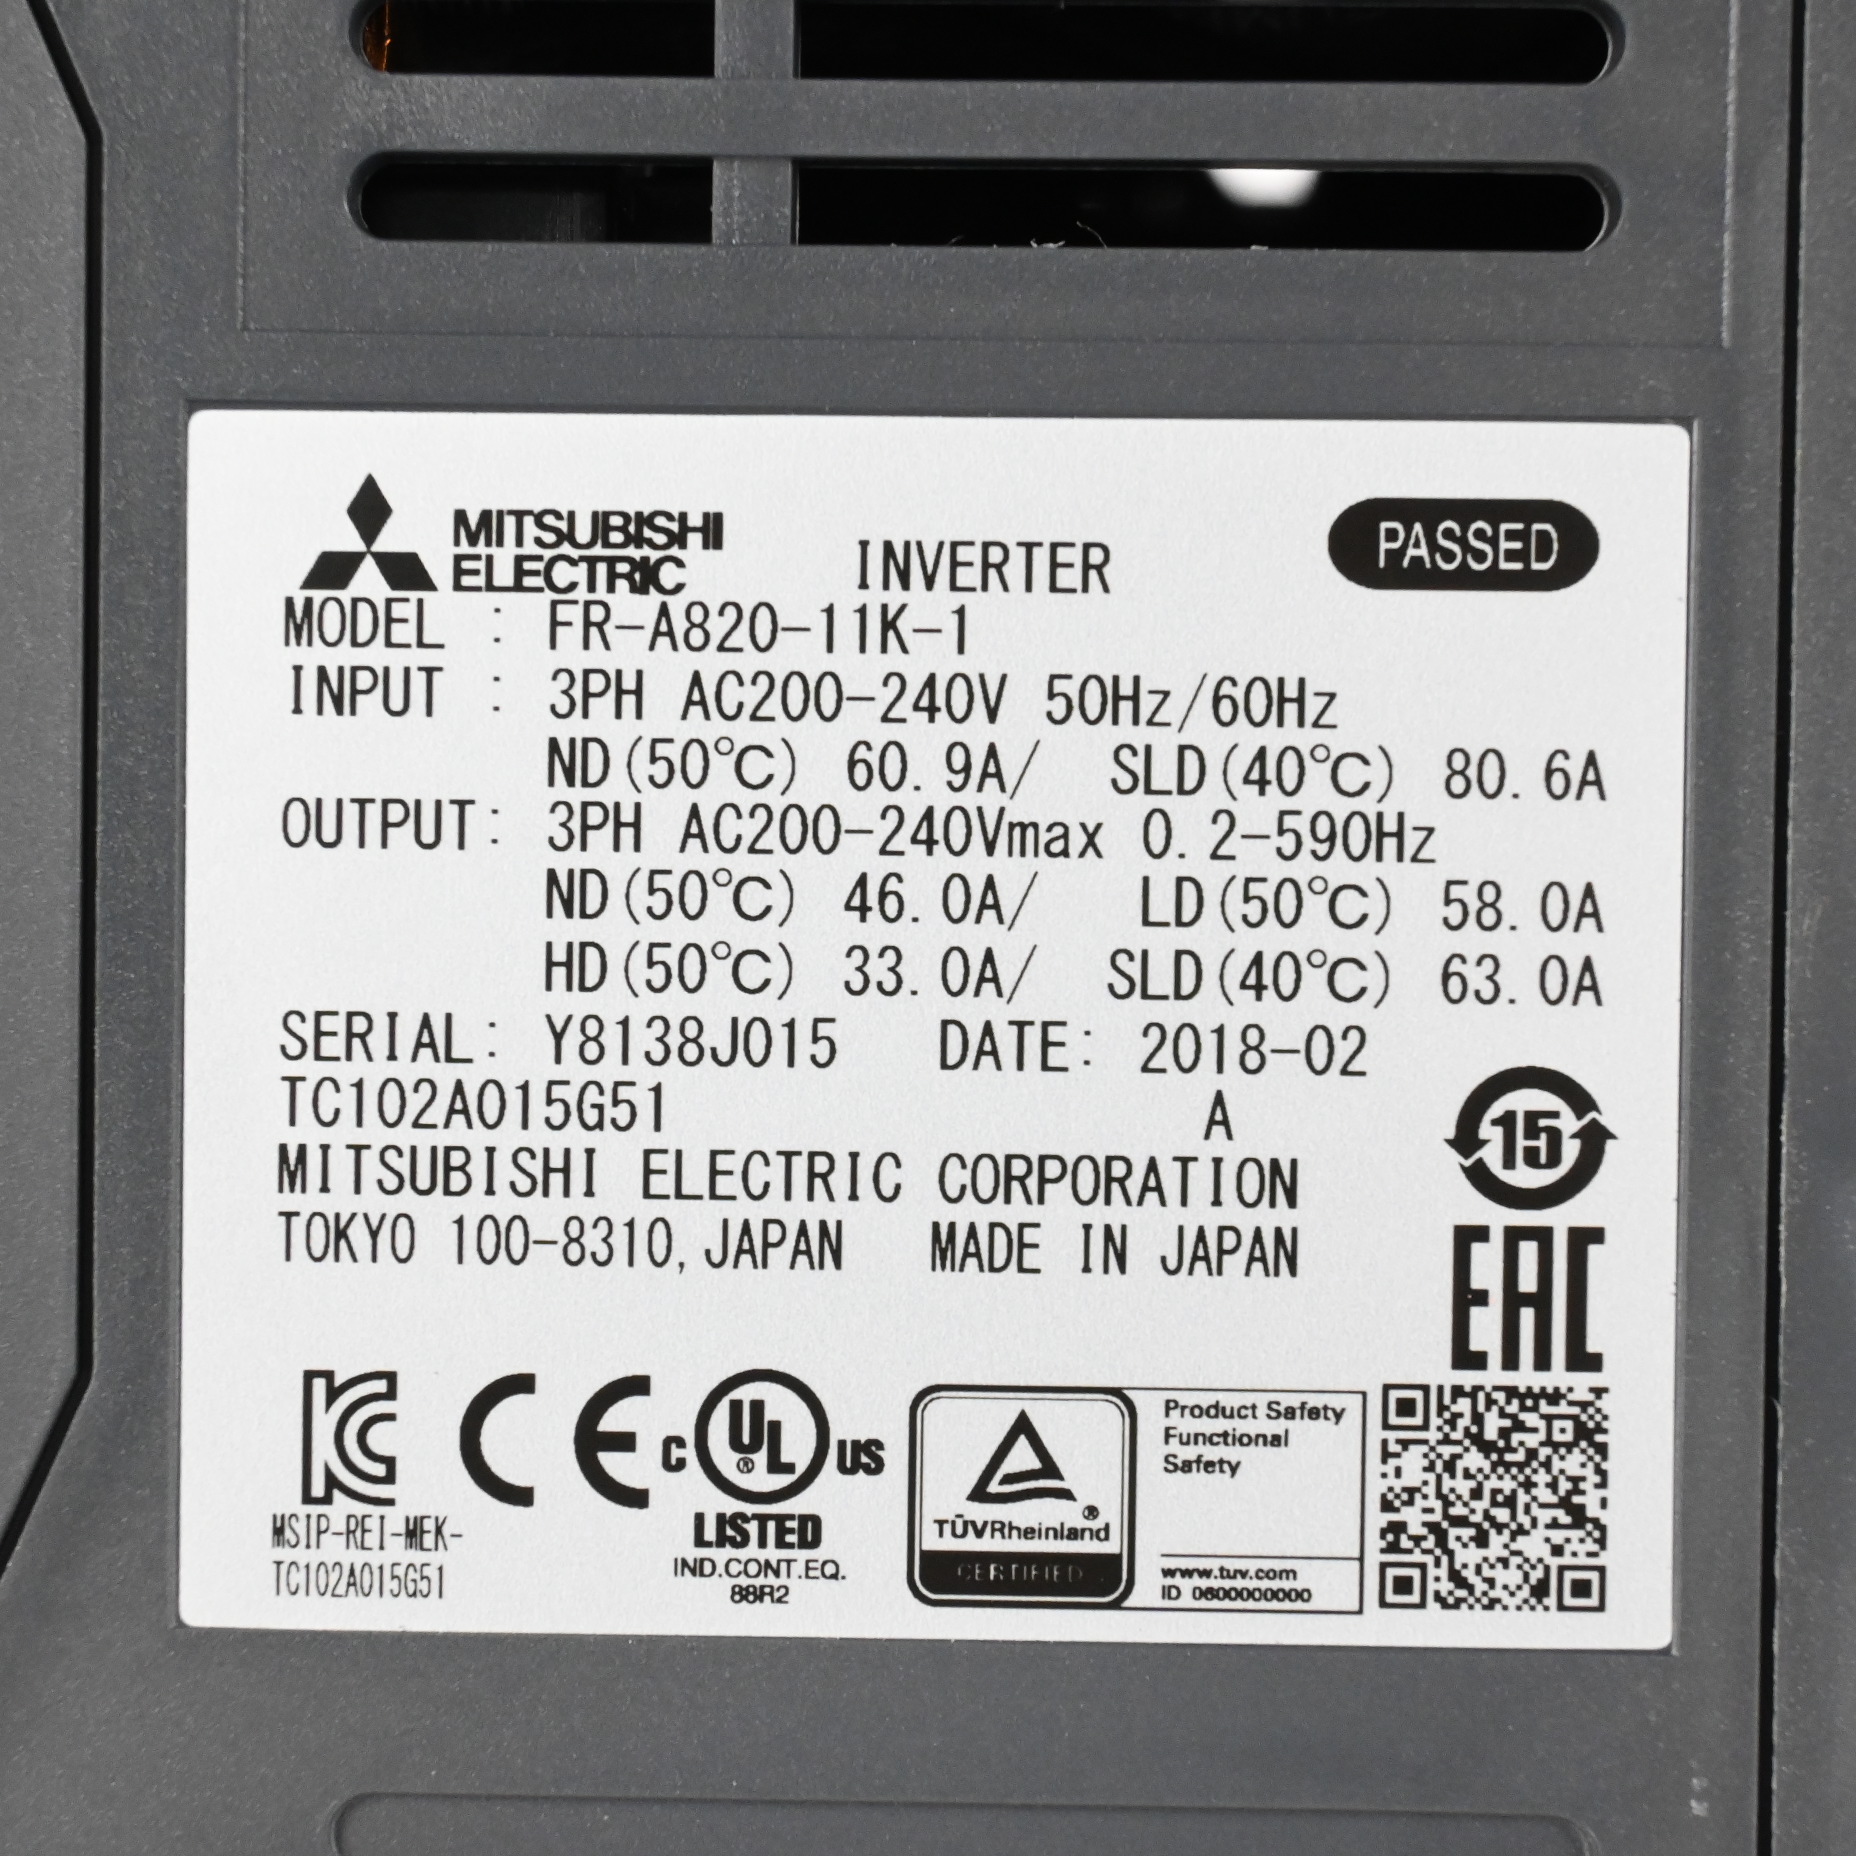 MITSUBISHI
ELECTRIC
INVERTER
PASSED
MODEL : FR-A820-11K-1
INPUT : 3PH AC200-240V 50Hz/60Hz
ND(50℃) 60.9A/ SLD(40℃) 80.6A
OUTPUT: 3PH AC200-240Vmax 0.2-590Hz
ND(50℃) 46.0A/ LD(50℃) 58.0A
HD(50℃) 33.0A/ SLD(40℃) 63.0A
SERIAL: Y8138J015 DATE: 2018-02
TC102A015G51 A
MITSUBISHI ELECTRIC CORPORATION
TOKYO 100-8310, JAPAN MADE IN JAPAN
15
EAC
KC
MSIP-REI-MEK-
TC102A015G51
CE
C UL ® US
LISTED
IND.CONT.EQ.
88R2
TÜVRheinland ®
CERTIFIED
Product Safety
Functional
Safety
www.tuv.com
ID 0600000000